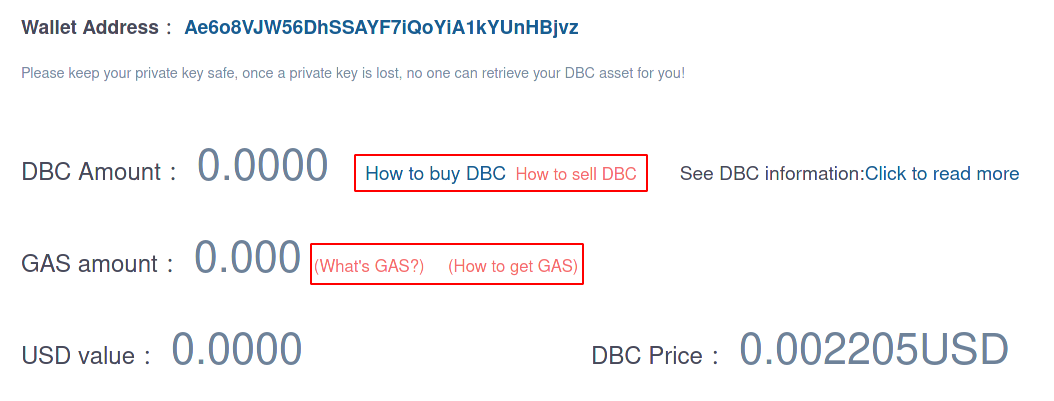 Wallet Address： Ae6o8VJW56DhSSAYF7iQoYiA1kYUnHBjvz
Please keep your private key safe, once a private key is lost, no one can retrieve your DBC asset for you!
DBC Amount： 0.0000 How to buy DBC How to sell DBC See DBC information:Click to read more
GAS amount： 0.000 (What's GAS?) (How to get GAS)
USD value： 0.0000 DBC Price： 0.002205USD